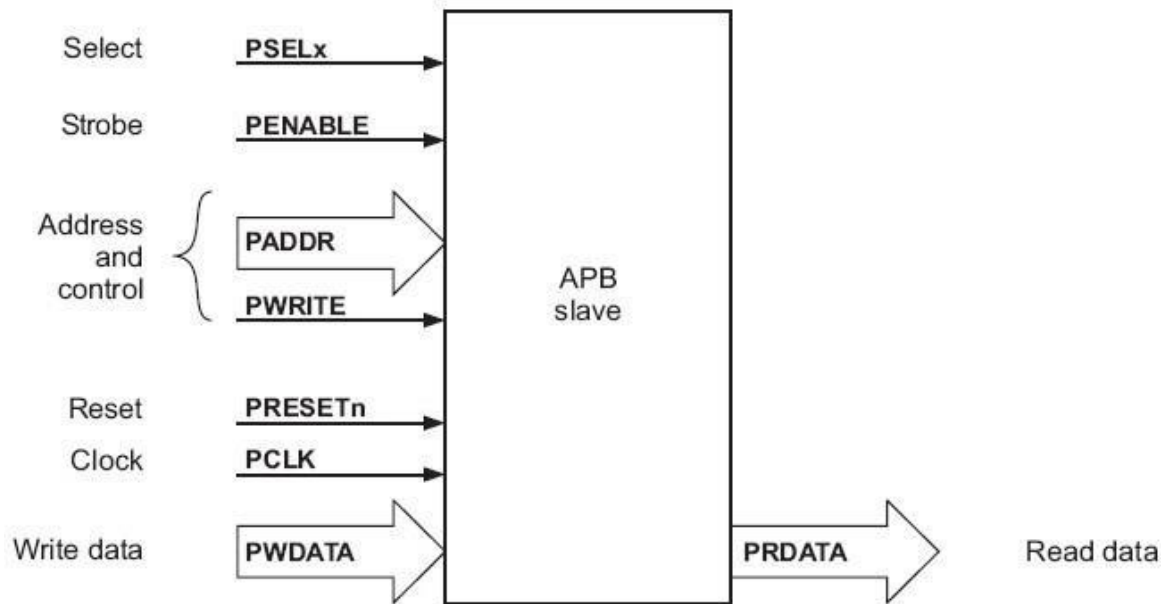 Select
PSELx
Strobe
PENABLE
Address
and
control
PADDR
PWRITE
APB
slave
Reset
PRESETn
Clock
PCLK
Write data
PWDATA
PRDATA
Read data